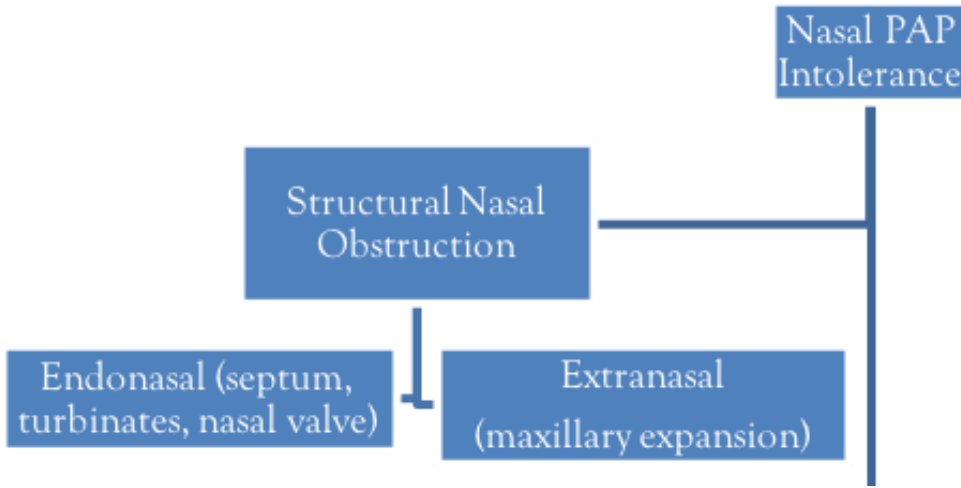 Nasal PAP
Intolerance
Structural Nasal
Obstruction
Endonasal (septum,
turbinates, nasal valve)
Extranasal
(maxillary expansion)